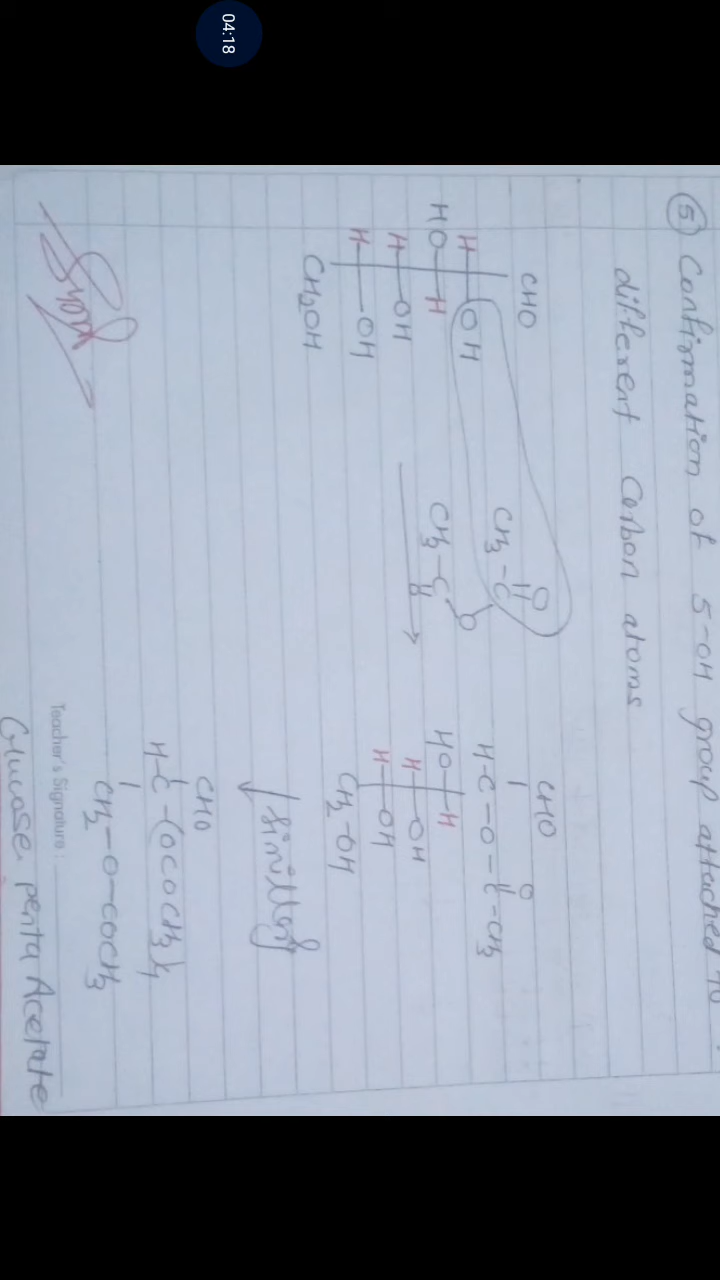 04:18
⑤ Confirmation of 5-OH group attached to
different Carbon atoms
CHO
H OH
HO H
H OH
H OH
CH₂OH
O
CH₃-C
O
CH₃-C
CHO
O
H-C-O-C-CH₃
HO H
H OH
H OH
CH₂-OH
CHO
H-C-(OCOCH₃)₄
CH₂-O-COCH₃
Teacher's Signature :
Glucose penta Acetate